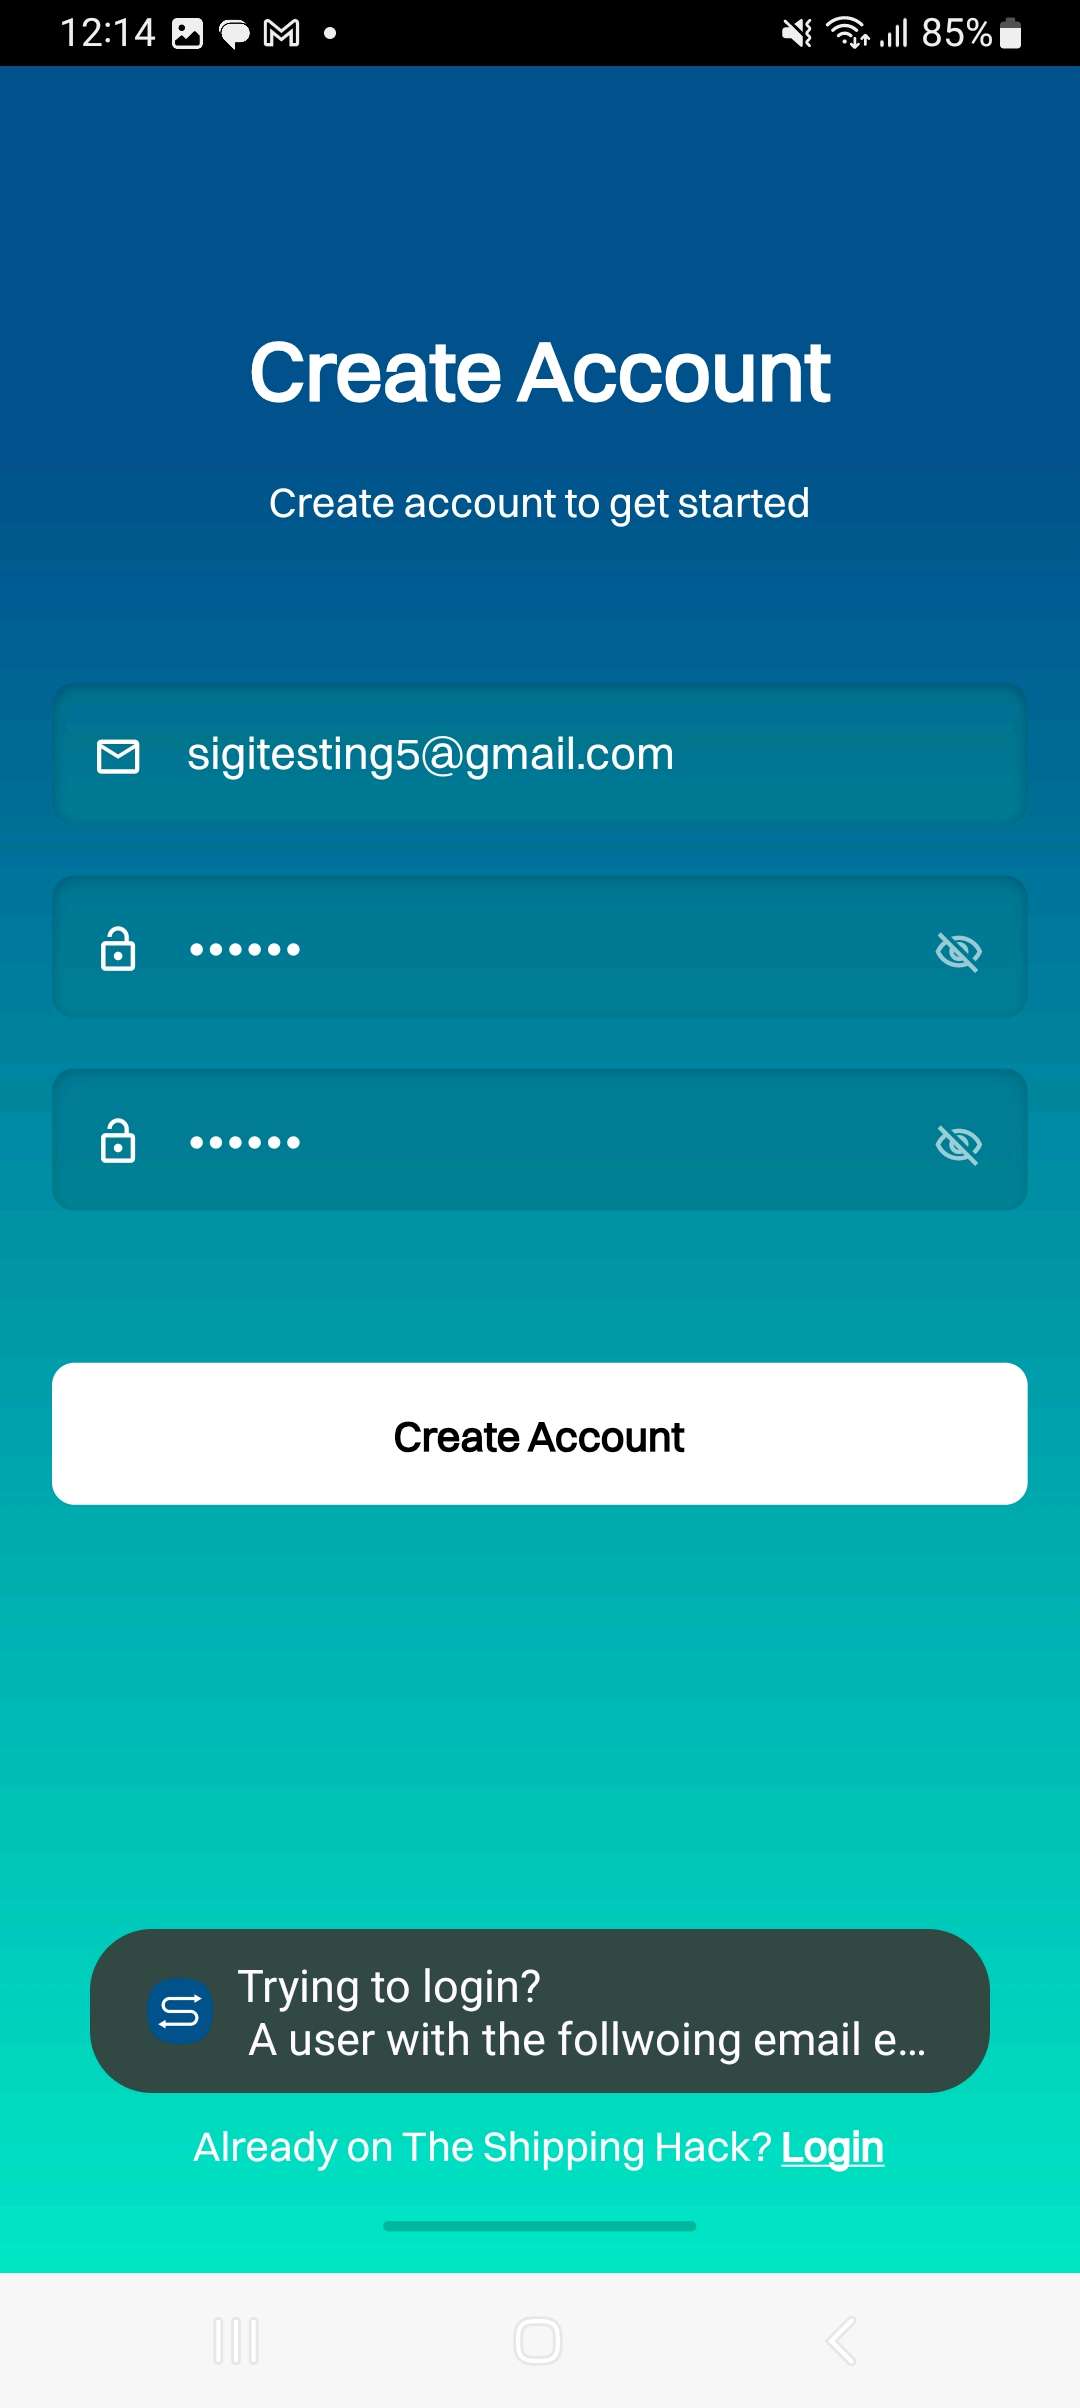 12:14
85%
Create Account
Create account to get started
sigitesting5@gmail.com
••••••
••••••
Create Account
Trying to login?
A user with the follwoing email e...
Already on The Shipping Hack? Login